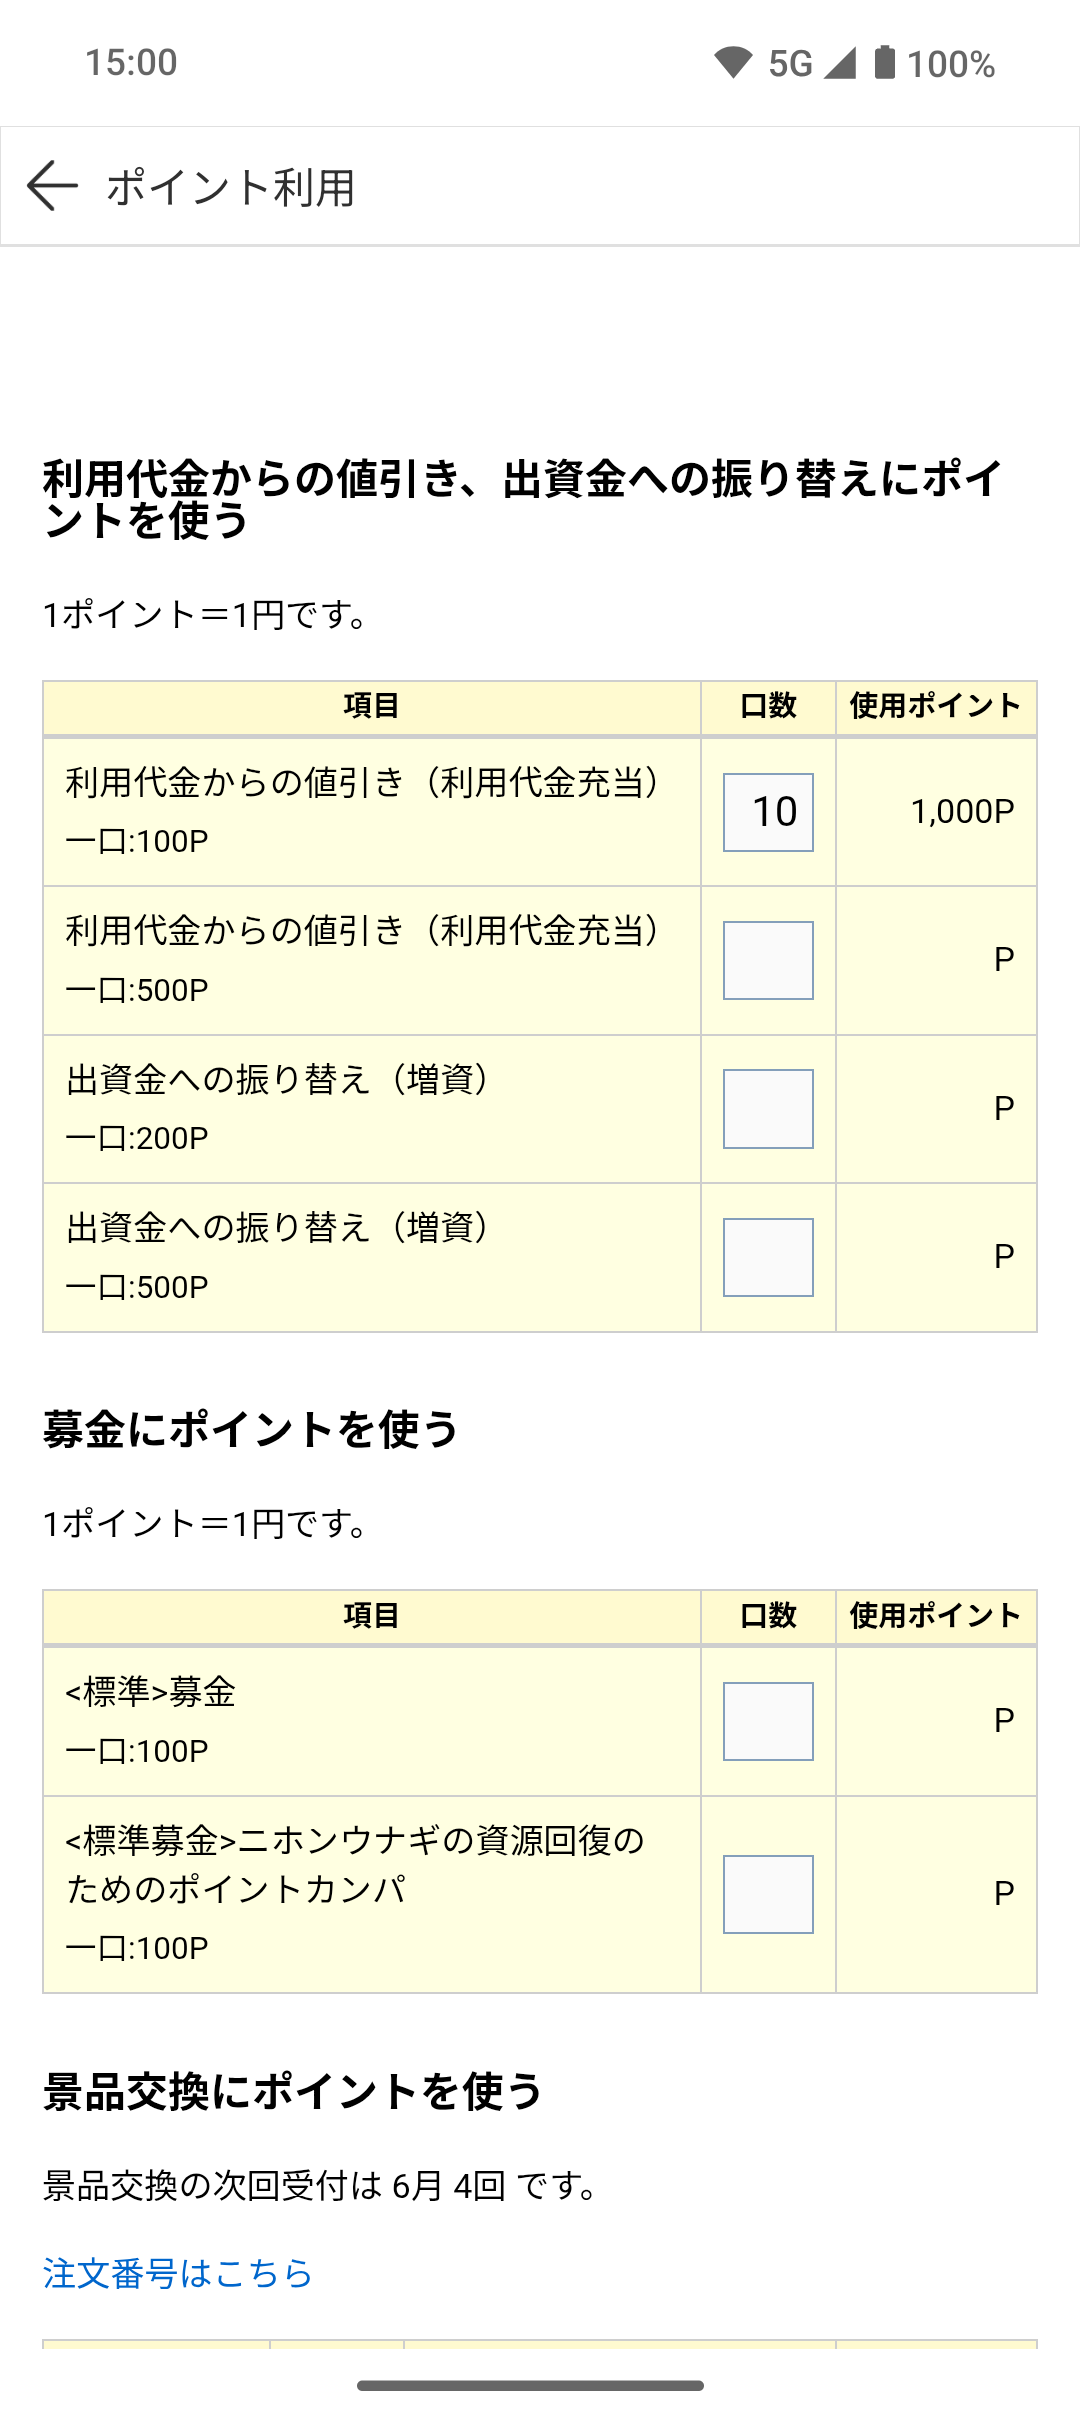 15:00
5G 100%
ポイント利用
利用代金からの値引き、出資金への振り替えにポイ
ントを使う
1ポイント＝1円です。
項目 口数 使用ポイント
利用代金からの値引き（利用代金充当）
一口:100P
10 1,000P
利用代金からの値引き（利用代金充当）
一口:500P
P
出資金への振り替え（増資）
一口:200P
P
出資金への振り替え（増資）
一口:500P
P
募金にポイントを使う
1ポイント＝1円です。
項目 口数 使用ポイント
<標準>募金
一口:100P
P
<標準募金>ニホンウナギの資源回復の
ためのポイントカンパ
一口:100P
P
景品交換にポイントを使う
景品交換の次回受付は 6月 4回 です。
注文番号はこちら